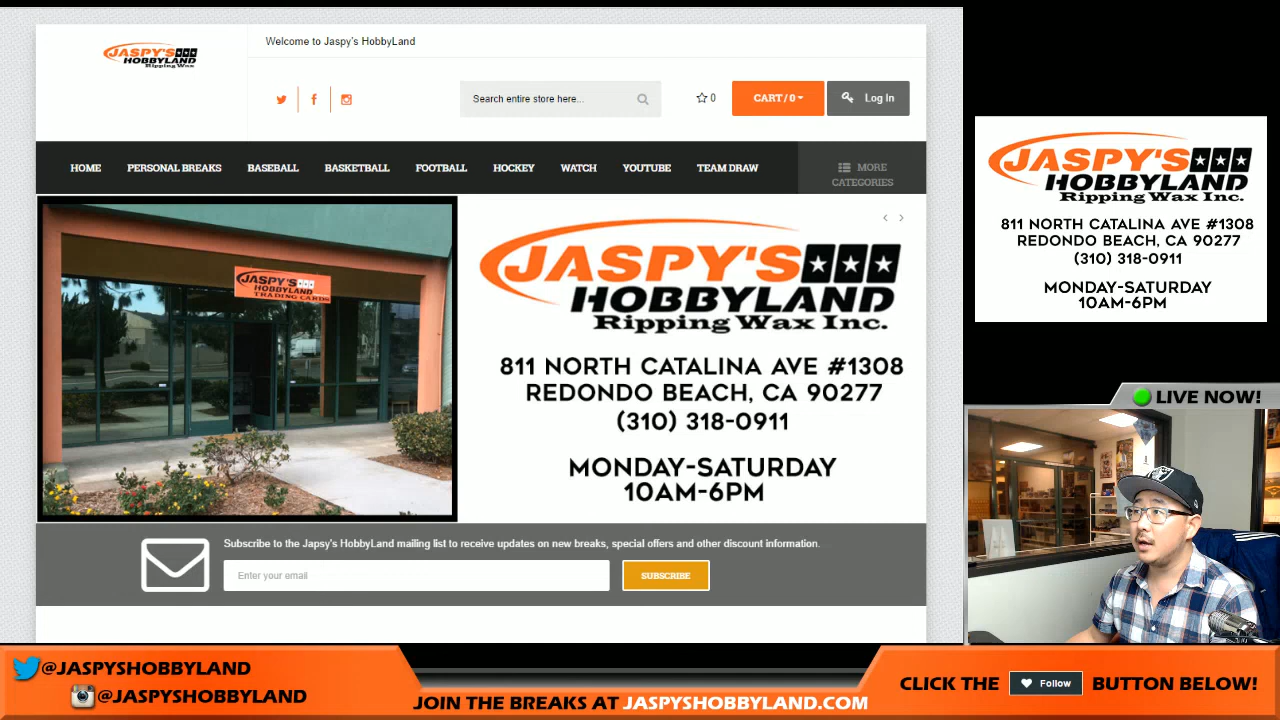 JASPY'S
HOBBYLAND
Ripping Wax
Welcome to Jaspy's HobbyLand
Search entire store here...
0
CART / 0
Log In
HOME PERSONAL BREAKS BASEBALL BASKETBALL FOOTBALL HOCKEY WATCH YOUTUBE TEAM DRAW
MORE
CATEGORIES
JASPY'S
HOBBYLAND
TRADING CARDS
JASPY'S
HOBBYLAND
Ripping Wax Inc.
811 NORTH CATALINA AVE #1308
REDONDO BEACH, CA 90277
(310) 318-0911
MONDAY-SATURDAY
10AM-6PM
Subscribe to the Japsy's HobbyLand mailing list to receive updates on new breaks, special offers and other discount information.
Enter your email
SUBSCRIBE
JASPY'S
HOBBYLAND
Ripping Wax Inc.
811 NORTH CATALINA AVE #1308
REDONDO BEACH, CA 90277
(310) 318-0911
MONDAY-SATURDAY
10AM-6PM
LIVE NOW!
@JASPYSHOBBYLAND
@JASPYSHOBBYLAND
JOIN THE BREAKS AT JASPYSHOBBYLAND.COM
CLICK THE Follow BUTTON BELOW!